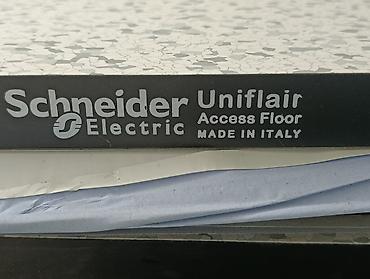 Schneider
Electric
Uniflair
Access Floor
MADE IN ITALY